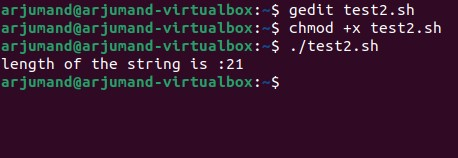 arjumand@arjumand-virtualbox:~$ gedit test2.sh
arjumand@arjumand-virtualbox:~$ chmod +x test2.sh
arjumand@arjumand-virtualbox:~$ ./test2.sh
length of the string is :21
arjumand@arjumand-virtualbox:~$